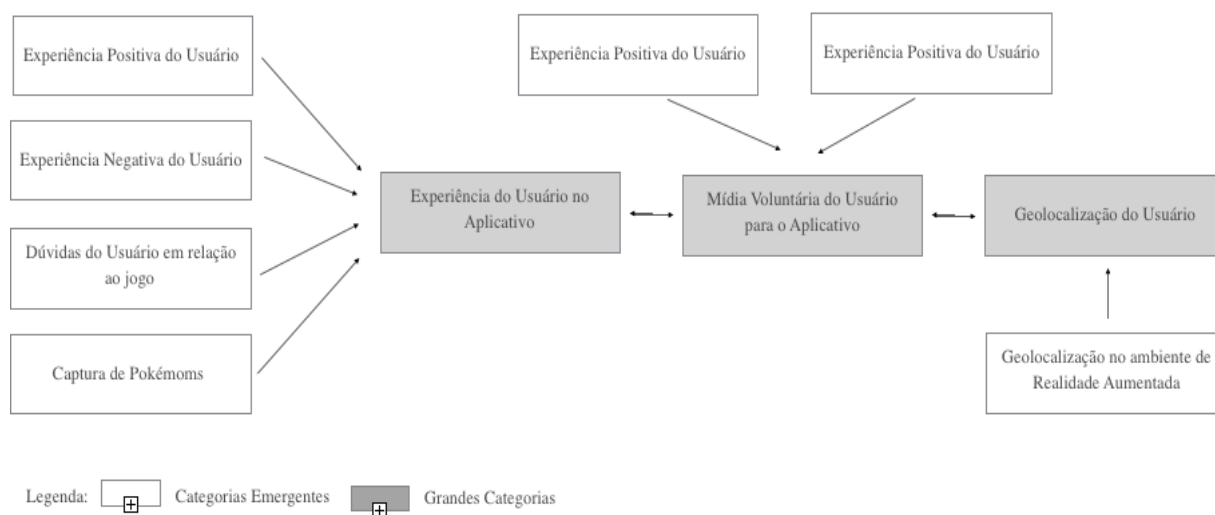 Experiência Positiva do Usuário
Experiência Positiva do Usuário
Experiência Positiva do Usuário
Experiência Negativa do Usuário
Experiência do Usuário no
Aplicativo
Mídia Voluntária do Usuário
para o Aplicativo
Geolocalização do Usuário
Dúvidas do Usuário em relação
ao jogo
Captura de Pokémoms
Geolocalização no ambiente de
Realidade Aumentada
Legenda:
Categorias Emergentes
Grandes Categorias